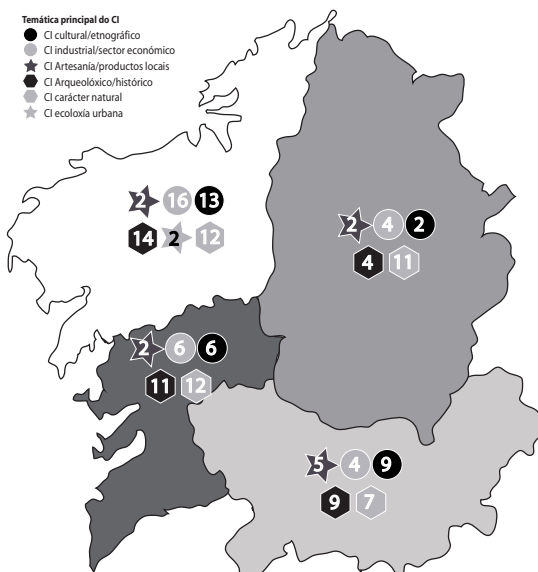 Temática principal do CI
CI cultural/etnográfico
CI industrial/sector económico
CI Artesanía/productos locais
CI Arqueolóxico/histórico
CI carácter natural
CI ecoloxía urbana
2 16 13
14 2 12
2 4 2
4 11
2 6 6
11 12
5 4 9
9 7